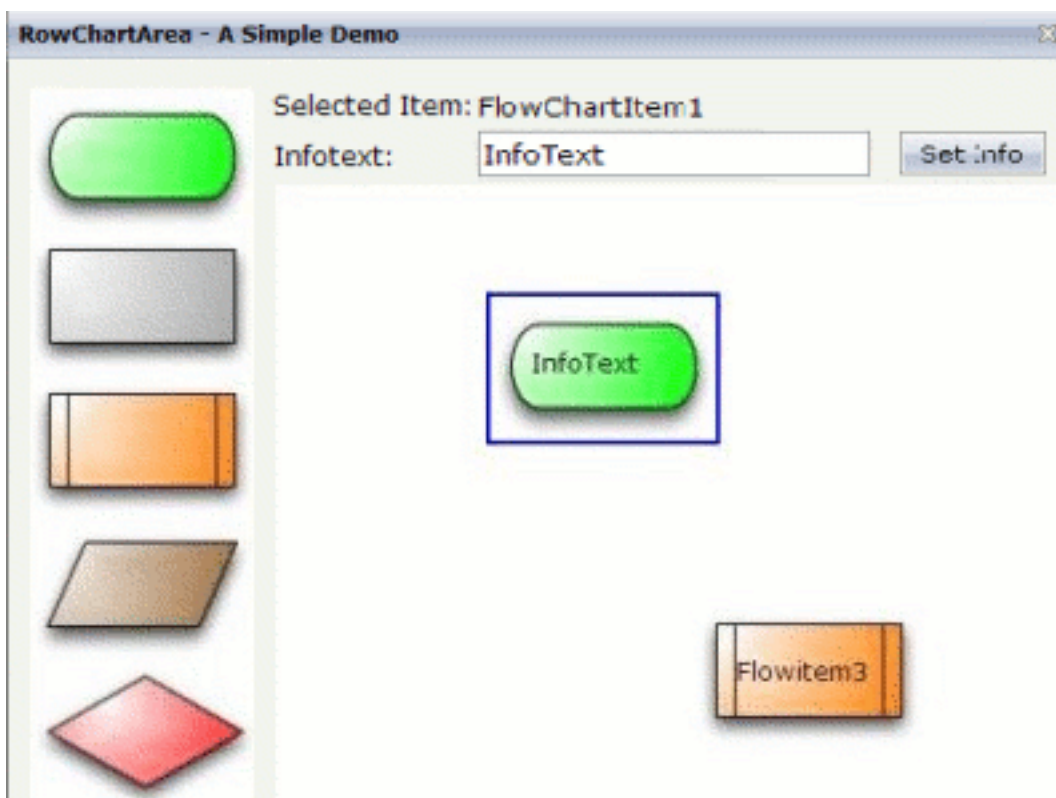 RowChartArea - A Simple Demo
Selected Item: FlowChartItem1
Infotext: InfoText Set Info
InfoText
Flowitem3